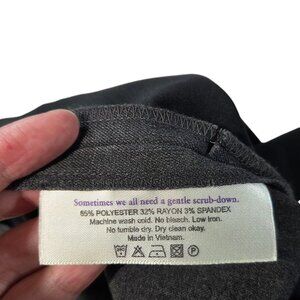 Sometimes we all need a gentle scrub-down.
65% POLYESTER 32% RAYON 3% SPANDEX
Machine wash cold. No bleach. Low iron.
No tumble dry. Dry clean okay.
Made in Vietnam.